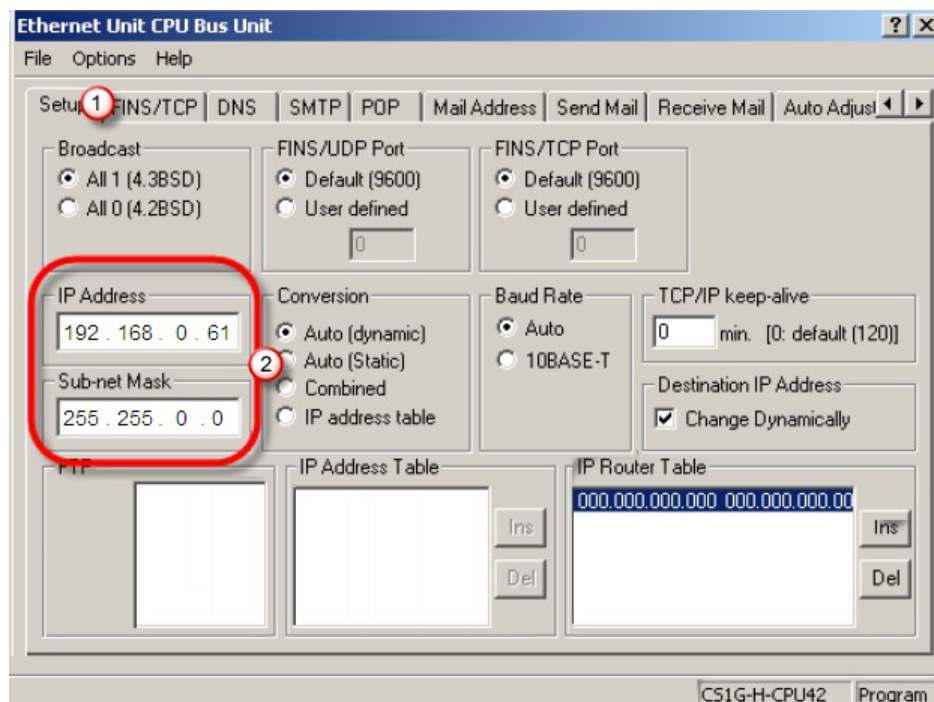 Ethernet Unit CPU Bus Unit
File Options Help
Setup 1 FINS/TCP DNS SMTP POP Mail Address Send Mail Receive Mail Auto Adjust
Broadcast
All 1 (4.3BSD)
All 0 (4.2BSD)
FINS/UDP Port
Default (9600)
User defined
0
FINS/TCP Port
Default (9600)
User defined
0
IP Address
192 . 168 . 0 . 61
Sub-net Mask
255 . 255 . 0 . 0
2
Conversion
Auto (dynamic)
Auto (Static)
Combined
IP address table
Baud Rate
Auto
10BASE-T
TCP/IP keep-alive
0 min. [0: default (120)]
Destination IP Address
Change Dynamically
FTP
IP Address Table
Ins
Del
IP Router Table
000.000.000.000 000.000.000.00
Ins
Del
CS1G-H-CPU42 Program